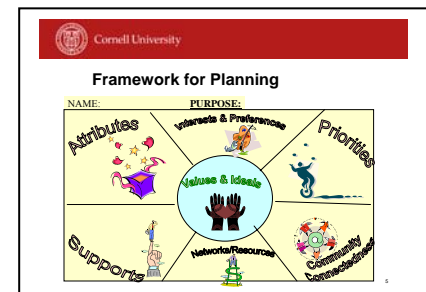 Cornell University
Framework for Planning
NAME: PURPOSE:
Attributes
Interests & Preferences
Priorities
Values & Ideals
Supports
Networks/Resources
Community
Connectedness
5